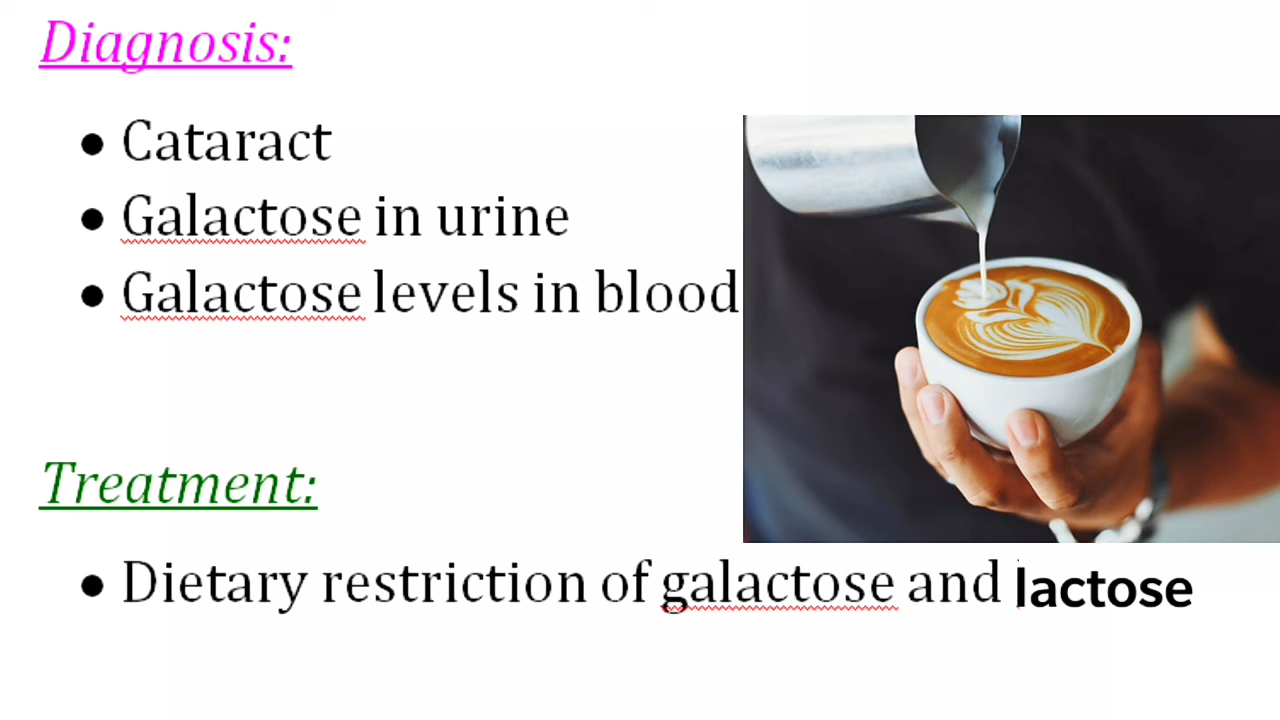 Diagnosis:
• Cataract
• Galactose in urine
• Galactose levels in blood
Treatment:
• Dietary restriction of galactose and lactose